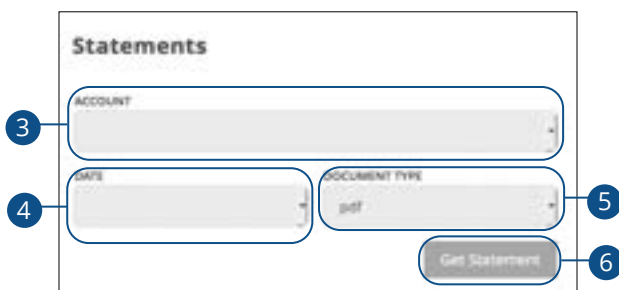 Statements
ACCOUNT
3
DATE
DOCUMENT TYPE
4
pdf
5
Get Statement
6